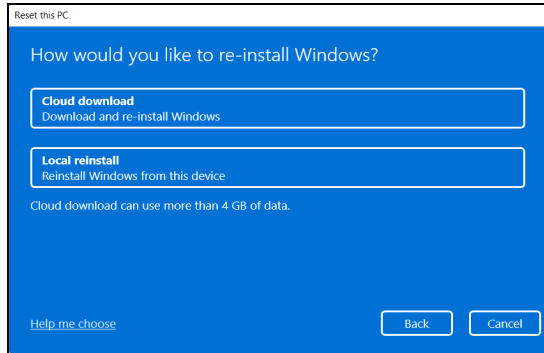 Reset this PC
How would you like to re-install Windows?
Cloud download
Download and re-install Windows
Local reinstall
Reinstall Windows from this device
Cloud download can use more than 4 GB of data.
Help me choose
Back
Cancel